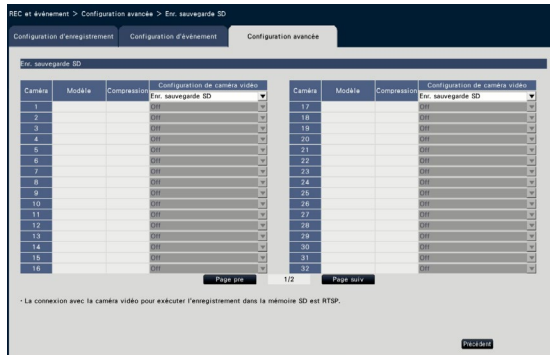 REC et événement > Configuration avancée > Enr. sauvegarde SD
Configuration d'enregistrement Configuration d'événement Configuration avancée
Enr. sauvegarde SD
Caméra Modèle Compression Configuration de caméra vidéo Caméra Modèle Compression Configuration de caméra vidéo
Enr. sauvegarde SD Enr. sauvegarde SD
1 Off 17 Off
2 Off 18 Off
3 Off 19 Off
4 Off 20 Off
5 Off 21 Off
6 Off 22 Off
7 Off 23 Off
8 Off 24 Off
9 Off 25 Off
10 Off 26 Off
11 Off 27 Off
12 Off 28 Off
13 Off 29 Off
14 Off 30 Off
15 Off 31 Off
16 Off 32 Off
Page pre 1/2 Page suiv
· La connexion avec la caméra vidéo pour exécuter l'enregistrement dans la mémoire SD est RTSP.
Précédent